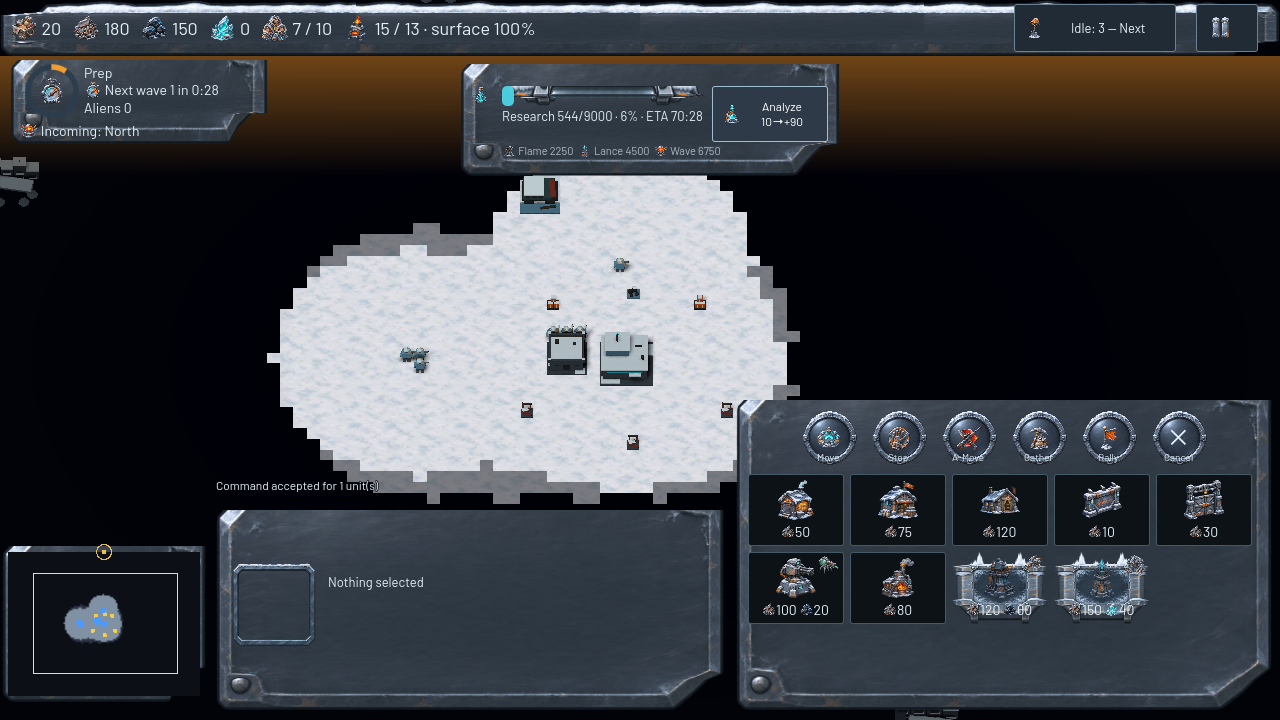 20 180 150 0 7 / 10 15 / 13 · surface 100%
Idle: 3 — Next
Prep
Next wave 1 in 0:28
Aliens 0
Incoming: North
Research 544/9000 · 6% · ETA 70:28
Flame 2250 Lance 4500 Wave 6750
Analyze
10→+90
Command accepted for 1 unit(s)
Nothing selected
Move Stop A-Move Gather Rally Cancel
50 75 120 10 30
100 20 80 120 80 150 40